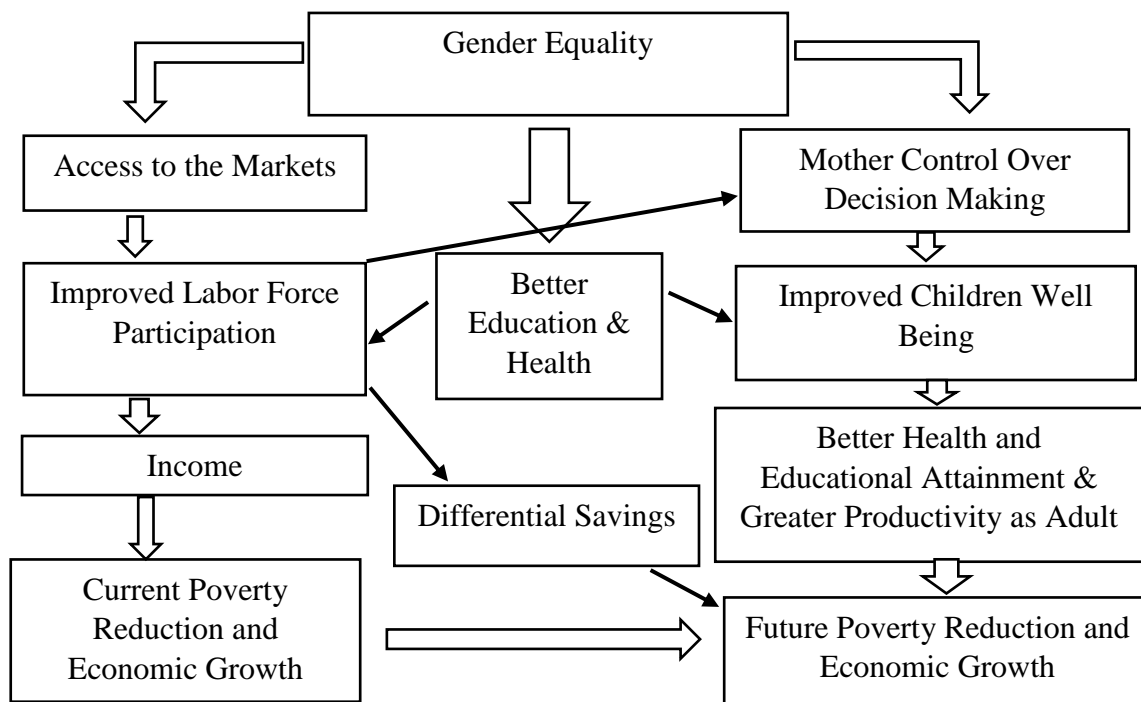 Gender Equality
Access to the Markets
Mother Control Over
Decision Making
Improved Labor Force
Participation
Better
Education &
Health
Improved Children Well
Being
Income
Differential Savings
Better Health and
Educational Attainment &
Greater Productivity as Adult
Current Poverty
Reduction and
Economic Growth
Future Poverty Reduction and
Economic Growth